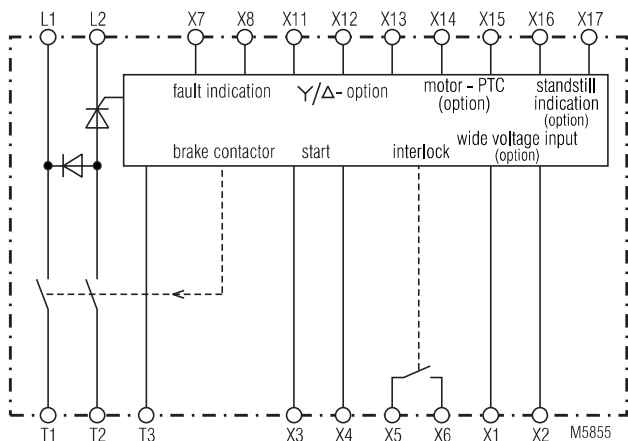 L1 L2 X7 X8 X11 X12 X13 X14 X15 X16 X17
fault indication Y/Δ- option motor - PTC standstill
(option) indication
(option)
wide voltage input
brake contactor start interlock (option)
T1 T2 T3 X3 X4 X5 X6 X1 X2 M5855